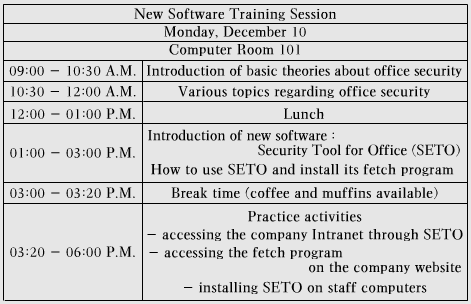 New Software Training Session
Monday, December 10
Computer Room 101
09:00 - 10:30 A.M. Introduction of basic theories about office security
10:30 - 12:00 A.M. Various topics regarding office security
12:00 - 01:00 P.M. Lunch
01:00 - 03:00 P.M. Introduction of new software :
Security Tool for Office (SETO)
How to use SETO and install its fetch program
03:00 - 03:20 P.M. Break time (coffee and muffins available)
03:20 - 06:00 P.M. Practice activities
- accessing the company Intranet through SETO
- accessing the fetch program
on the company website
- installing SETO on staff computers